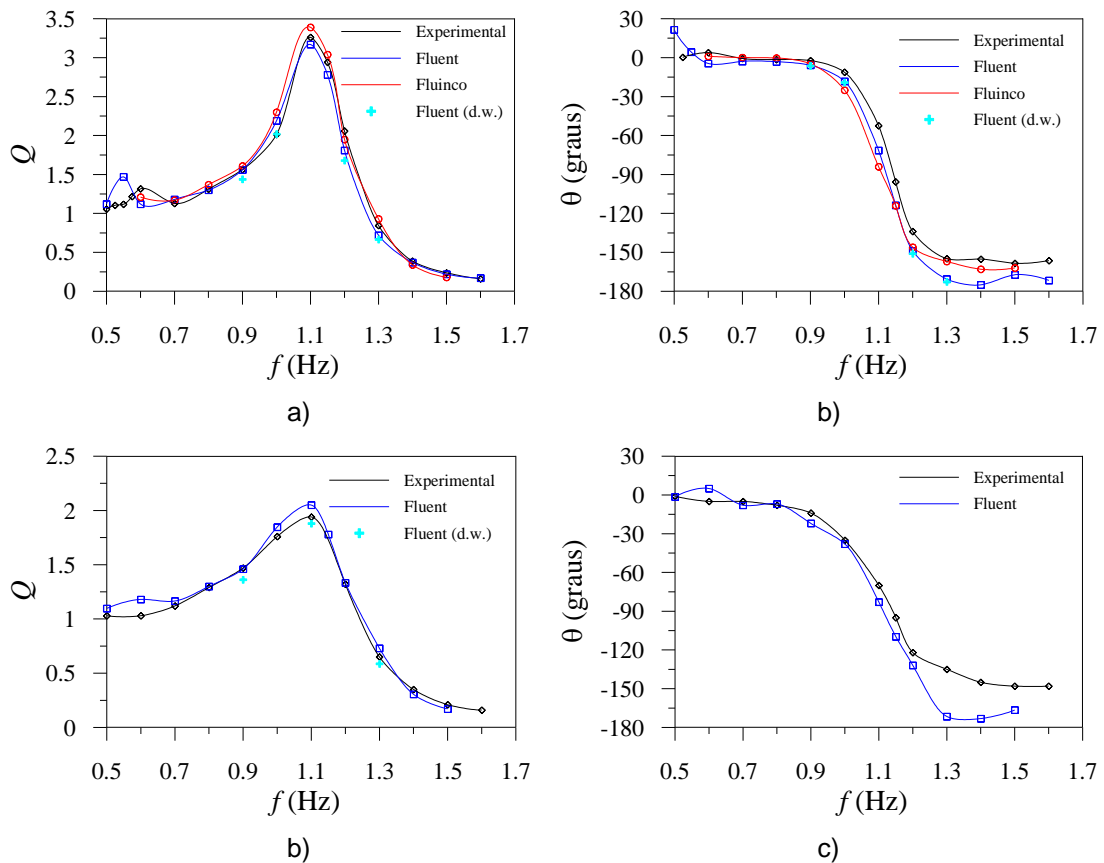 3.5
3
2.5
2
1.5
1
0.5
0
Q
Experimental
Fluent
Fluinco
Fluent (d.w.)
0.5 0.7 0.9 1.1 1.3 1.5 1.7
f (Hz)
a)
30
0
-30
-60
-90
-120
-150
-180
θ (graus)
Experimental
Fluent
Fluinco
Fluent (d.w.)
0.5 0.7 0.9 1.1 1.3 1.5 1.7
f (Hz)
b)
2.5
2
1.5
1
0.5
0
Q
Experimental
Fluent
Fluent (d.w.)
0.5 0.7 0.9 1.1 1.3 1.5 1.7
f (Hz)
b)
30
0
-30
-60
-90
-120
-150
-180
θ (graus)
Experimental
Fluent
0.5 0.7 0.9 1.1 1.3 1.5 1.7
f (Hz)
c)